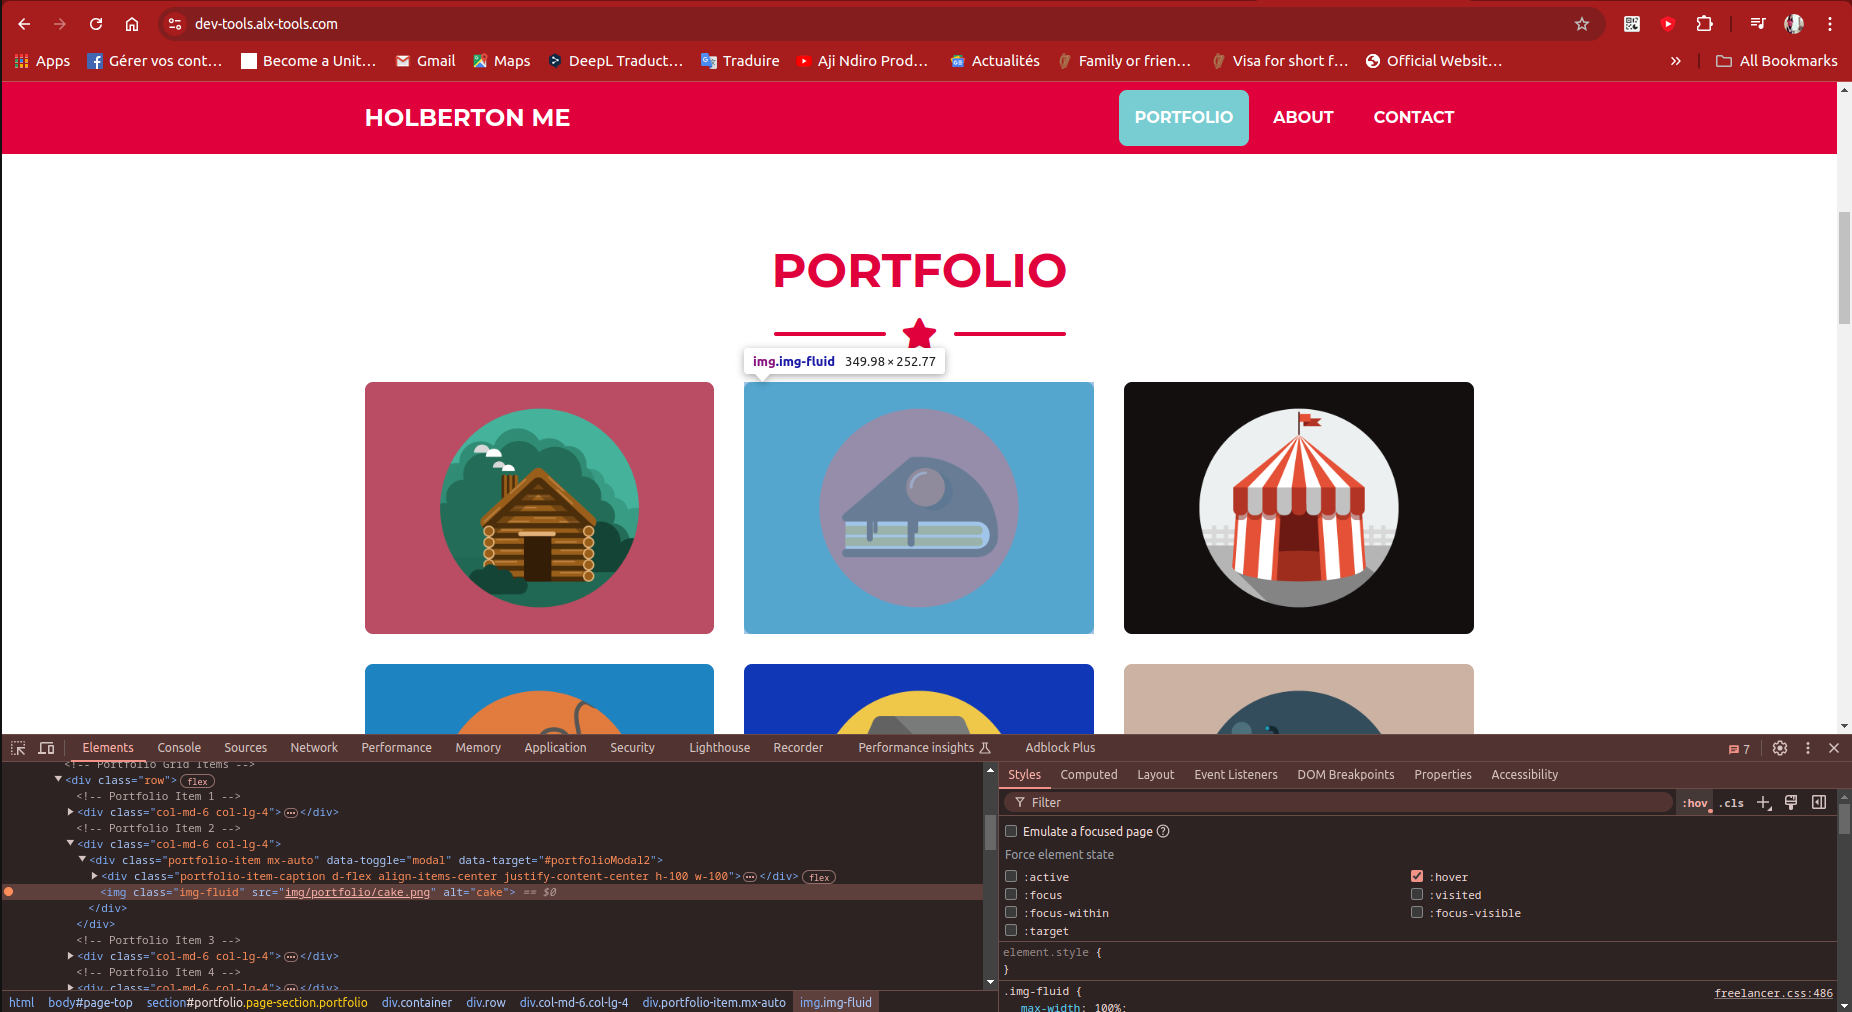 dev-tools.alx-tools.com
Apps Gérer vos cont… Become a Unit… Gmail Maps DeepL Traduct… Traduire Aji Ndiro Prod… Actualités Family or frien… Visa for short f… Official Websit… » All Bookmarks
HOLBERTON ME PORTFOLIO ABOUT CONTACT
PORTFOLIO
img.img-fluid 349.98 × 252.77
Elements Console Sources Network Performance Memory Application Security Lighthouse Recorder Performance insights Adblock Plus 7
<!-- Portfolio Grid Items -->
<div class="row"> flex
<!-- Portfolio Item 1 -->
<div class="col-md-6 col-lg-4"> … </div>
<!-- Portfolio Item 2 -->
<div class="col-md-6 col-lg-4">
<div class="portfolio-item mx-auto" data-toggle="modal" data-target="#portfolioModal2">
<div class="portfolio-item-caption d-flex align-items-center justify-content-center h-100 w-100"> … </div> flex
<img class="img-fluid" src="img/portfolio/cake.png" alt="cake"> == $0
</div>
</div>
<!-- Portfolio Item 3 -->
<div class="col-md-6 col-lg-4"> … </div>
<!-- Portfolio Item 4 -->
<div class="col-md-6 col-lg-4"> … </div>
html body#page-top section#portfolio.page-section.portfolio div.container div.row div.col-md-6.col-lg-4 div.portfolio-item.mx-auto img.img-fluid
Styles Computed Layout Event Listeners DOM Breakpoints Properties Accessibility
Filter :hov .cls
Emulate a focused page
Force element state
:active :hover
:focus :visited
:focus-within :focus-visible
:target
element.style {
}
.img-fluid { freelancer.css:486
max-width: 100%;